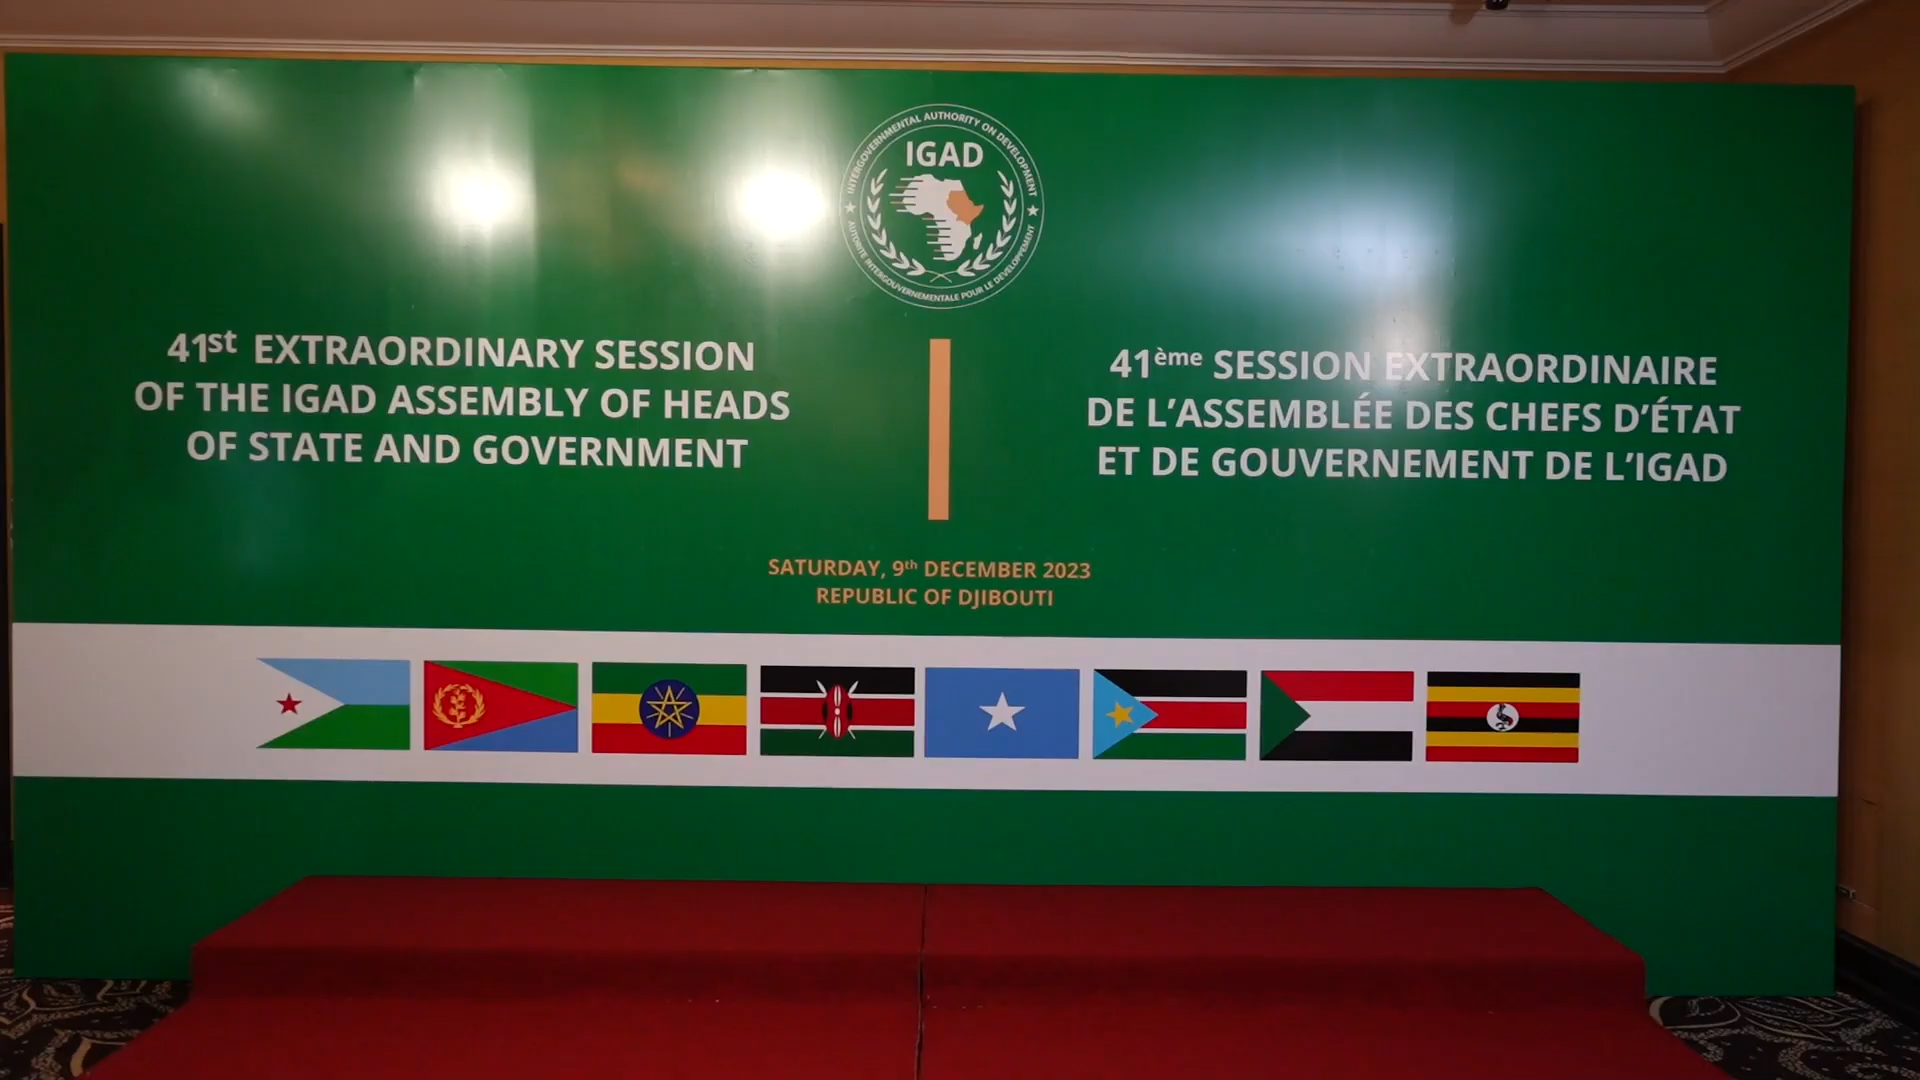 INTERGOVERNMENTAL AUTHORITY ON DEVELOPMENT
IGAD
AUTORITÉ INTERGOUVERNEMENTALE POUR LE DÉVELOPPEMENT
41st EXTRAORDINARY SESSION
OF THE IGAD ASSEMBLY OF HEADS
OF STATE AND GOVERNMENT
41ème SESSION EXTRAORDINAIRE
DE L’ASSEMBLÉE DES CHEFS D’ÉTAT
ET DE GOUVERNEMENT DE L’IGAD
SATURDAY, 9th DECEMBER 2023
REPUBLIC OF DJIBOUTI